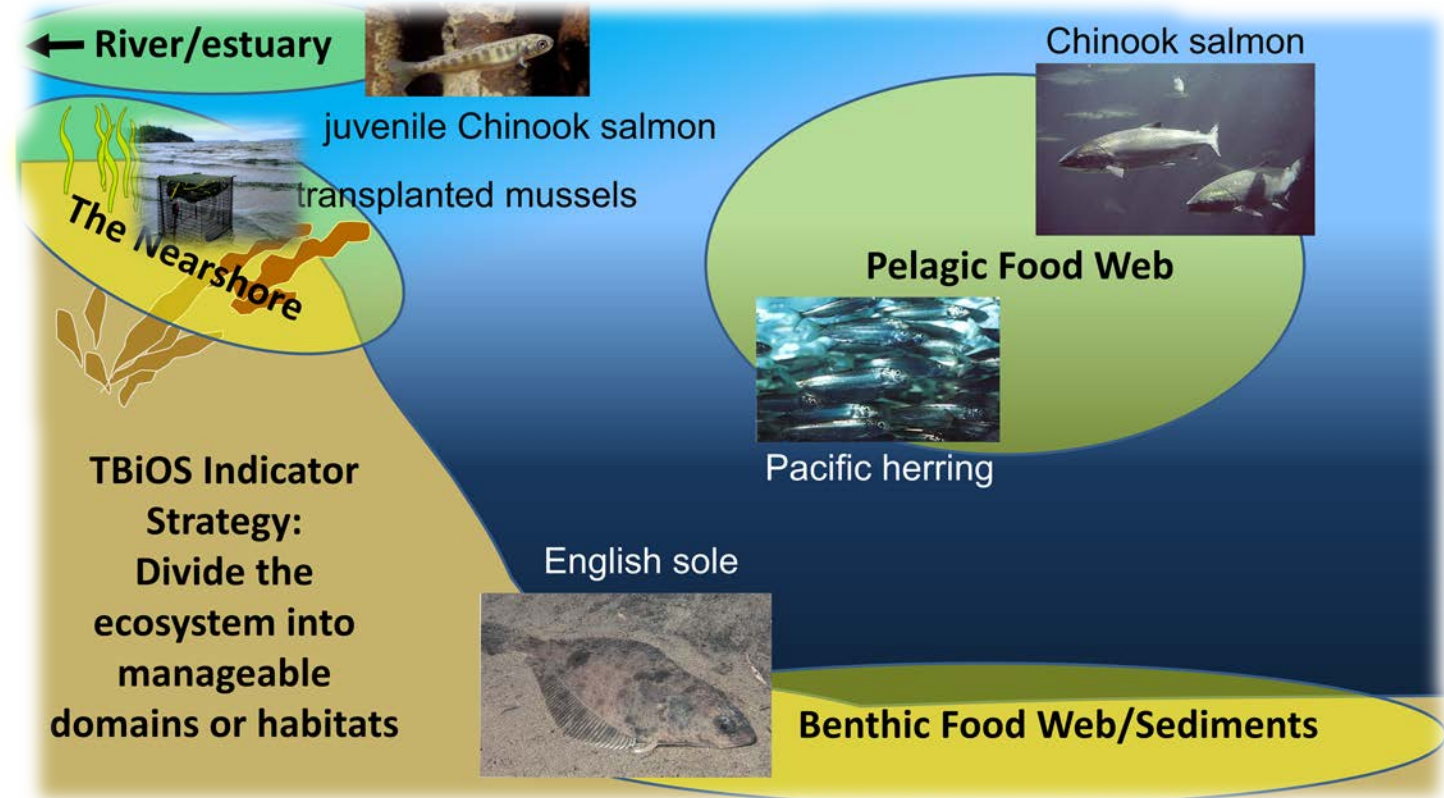 River/estuary
Chinook salmon
juvenile Chinook salmon
transplanted mussels
The Nearshore
Pelagic Food Web
Pacific herring
TBiOS Indicator
Strategy:
Divide the
ecosystem into
manageable
domains or habitats
English sole
Benthic Food Web/Sediments